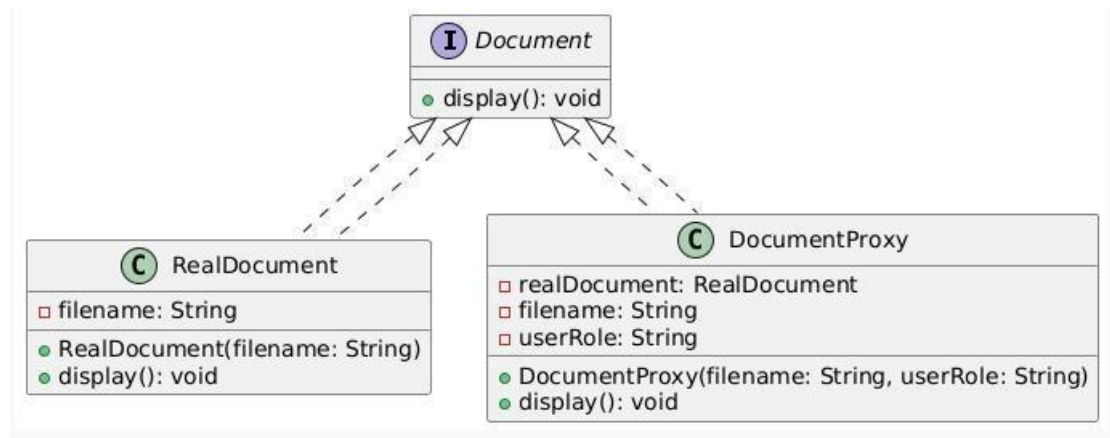 I Document
+ display(): void
C RealDocument
filename: String
RealDocument(filename: String)
display(): void
C DocumentProxy
realDocument: RealDocument
filename: String
userRole: String
DocumentProxy(filename: String, userRole: String)
display(): void